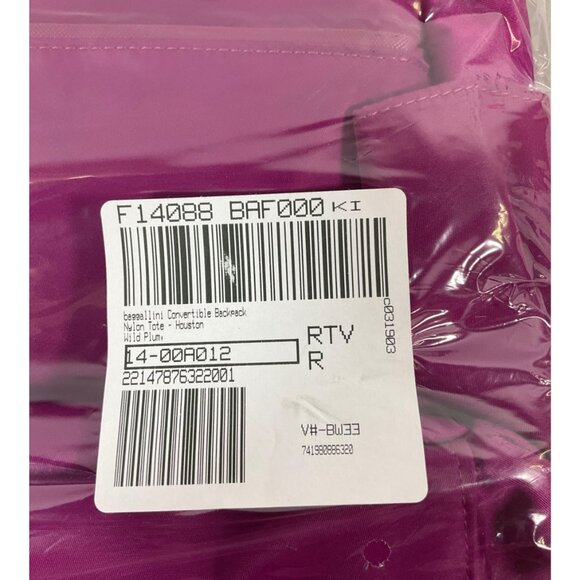 F14088 BAF000 KI
baggallini Convertible Backpack
Nylon Tote - Houston
Wild Plum,
14-00A012
22147876322001
RTV
R
C031903
V#-BW33
741980886320